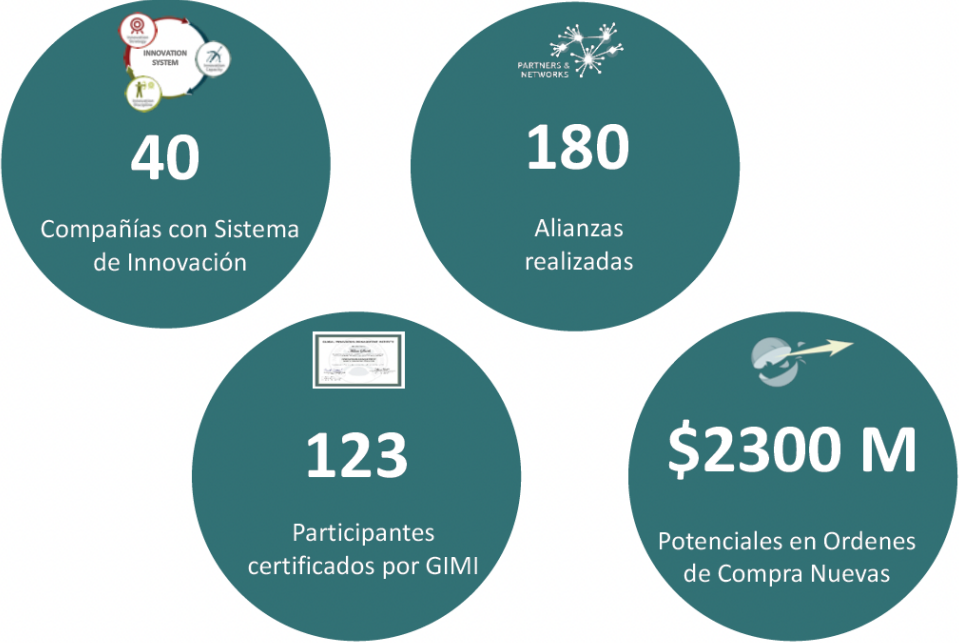 INNOVATION
SYSTEM
40
Compañías con Sistema
de Innovación
PARTNERS &
NETWORKS
180
Alianzas
realizadas
123
Participantes
certificados por GIMI
$2300 M
Potenciales en Ordenes
de Compra Nuevas